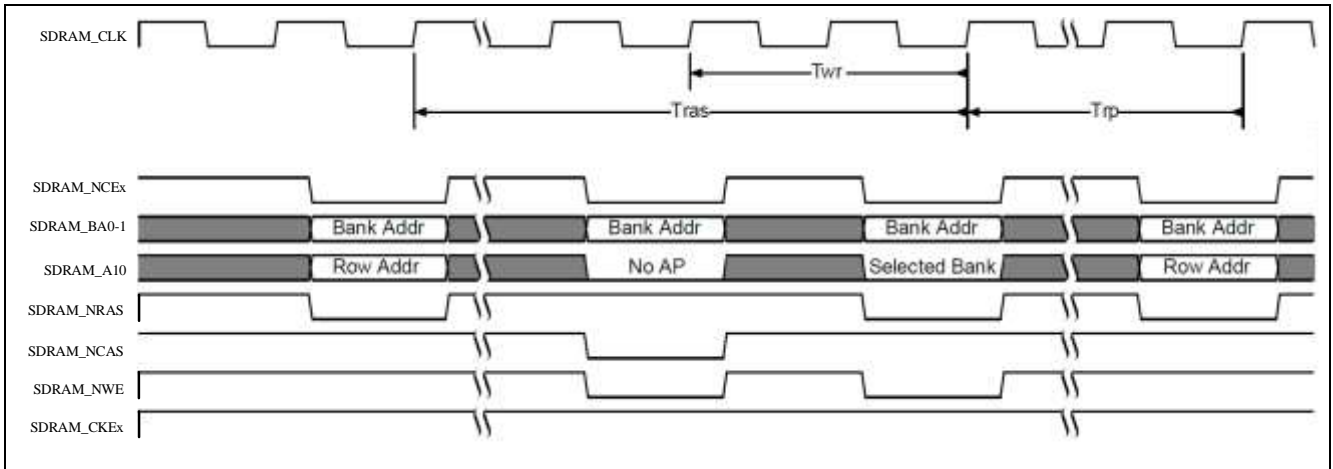 SDRAM_CLK
Twr
Tras
Trp
SDRAM_NCEx
SDRAM_BA0-1 Bank Addr Bank Addr Bank Addr Bank Addr
SDRAM_A10 Row Addr No AP Selected Bank Row Addr
SDRAM_NRAS
SDRAM_NCAS
SDRAM_NWE
SDRAM_CKEx